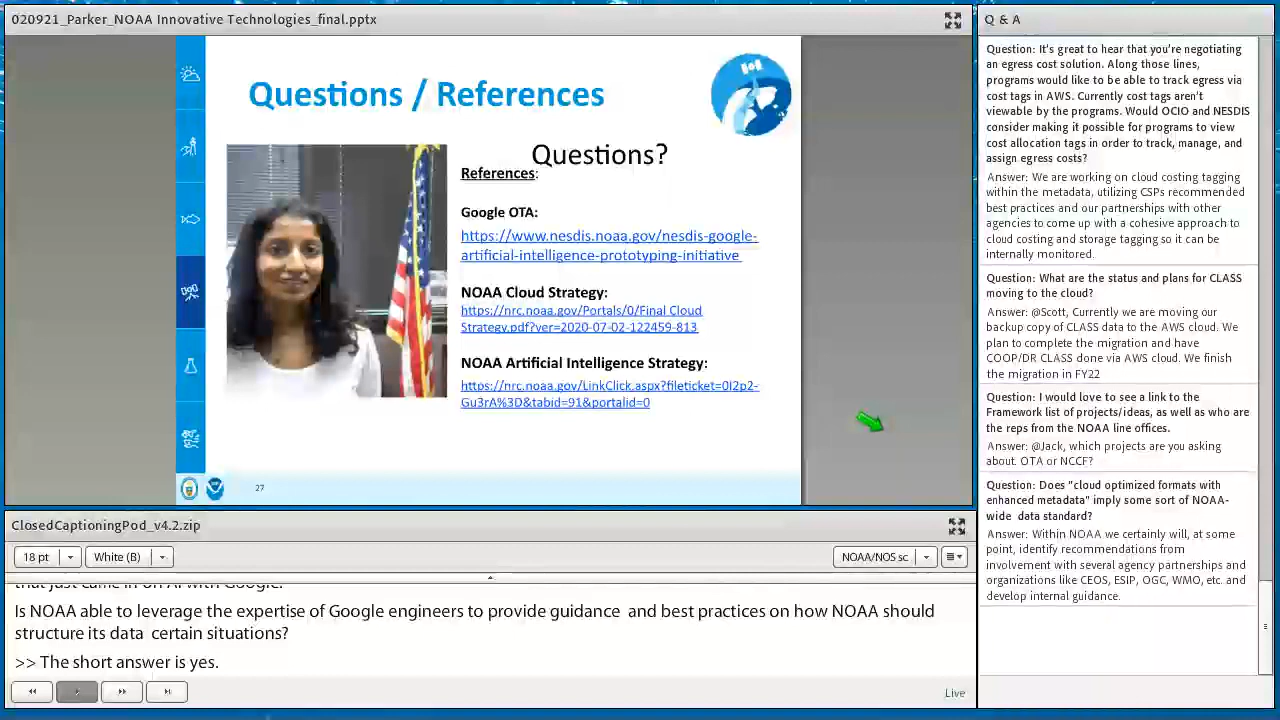 020921_Parker_NOAA Innovative Technologies_final.pptx
Questions / References
Questions?
References:
Google OTA:
https://www.nesdis.noaa.gov/nesdis-google-
artificial-intelligence-prototyping-initiative
NOAA Cloud Strategy:
https://nrc.noaa.gov/Portals/0/Final Cloud
Strategy.pdf?ver=2020-07-02-122459-813
NOAA Artificial Intelligence Strategy:
https://nrc.noaa.gov/LinkClick.aspx?fileticket=0I2p2-
Gu3rA%3D&tabid=91&portalid=0
27
ClosedCaptioningPod_v4.2.zip
18 pt
White (B)
NOAA/NOS sc
that just came in on AI with Google.
Is NOAA able to leverage the expertise of Google engineers to provide guidance  and best practices on how NOAA should
structure its data  certain situations?
>> The short answer is yes.
Live
Q & A
Question: It's great to hear that you're negotiating
an egress cost solution. Along those lines,
programs would like to be able to track egress via
cost tags in AWS. Currently cost tags aren't
viewable by the programs. Would OCIO and NESDIS
consider making it possible for programs to view
cost allocation tags in order to track, manage, and
assign egress costs?
Answer: We are working on cloud costing tagging
within the metadata, utilizing CSPs recommended
best practices and our partnerships with other
agencies to come up with a cohesive approach to
cloud costing and storage tagging so it can be
internally monitored.
Question: What are the status and plans for CLASS
moving to the cloud?
Answer: @Scott, Currently we are moving our
backup copy of CLASS data to the AWS cloud. We
plan to complete the migration and have
COOP/DR CLASS done via AWS cloud. We finish
the migration in FY22
Question: I would love to see a link to the
Framework list of projects/ideas, as well as who are
the reps from the NOAA line offices.
Answer: @Jack, which projects are you asking
about. OTA or NCCF?
Question: Does "cloud optimized formats with
enhanced metadata" imply some sort of NOAA-
wide  data standard?
Answer: Within NOAA we certainly will, at some
point, identify recommendations from
involvement with several agency partnerships and
organizations like CEOS, ESIP, OGC, WMO, etc. and
develop internal guidance.